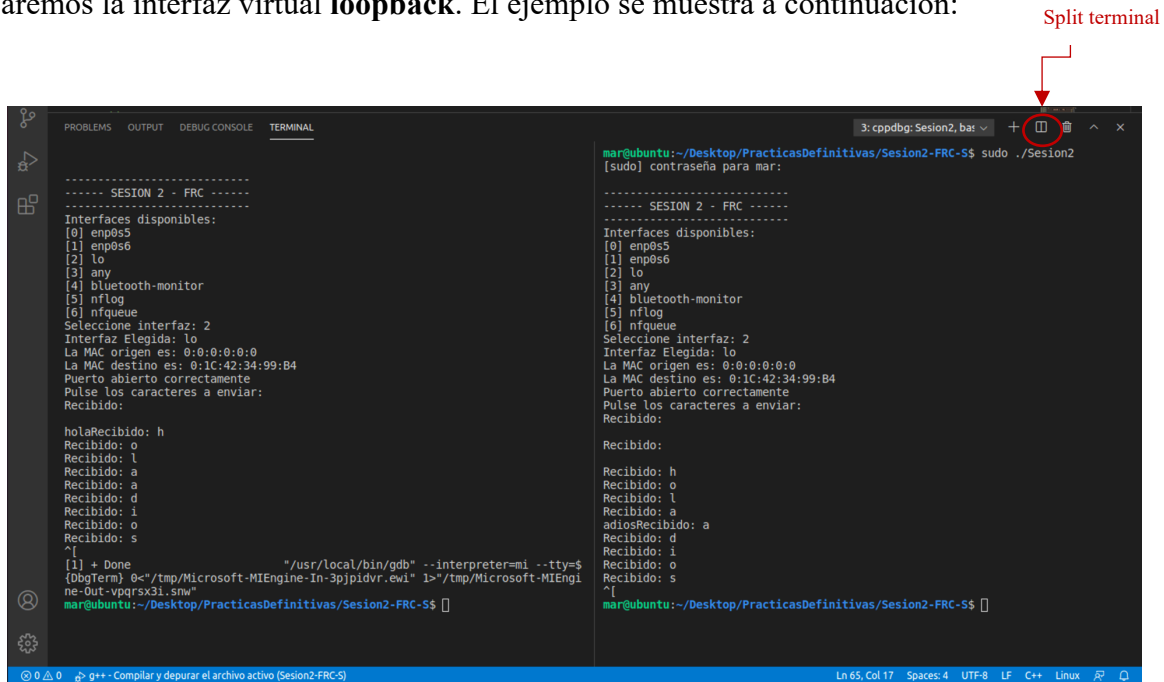 aremos la interfaz virtual loopback. El ejemplo se muestra a continuación:
Split terminal
PROBLEMS OUTPUT DEBUG CONSOLE TERMINAL
3: cppdbg: Sesion2, bas
---------------------------
------ SESION 2 - FRC ------
---------------------------
Interfaces disponibles:
[0] enp0s5
[1] enp0s6
[2] lo
[3] any
[4] bluetooth-monitor
[5] nflog
[6] nfqueue
Seleccione interfaz: 2
Interfaz Elegida: lo
La MAC origen es: 0:0:0:0:0:0
La MAC destino es: 0:1C:42:34:99:B4
Puerto abierto correctamente
Pulse los caracteres a enviar:
Recibido:
holaRecibido: h
Recibido: o
Recibido: l
Recibido: a
Recibido: a
Recibido: d
Recibido: i
Recibido: o
Recibido: s
^[
[1] + Done "/usr/local/bin/gdb" --interpreter=mi --tty=$
{DbgTerm} 0<"/tmp/Microsoft-MIEngine-In-3pjpidvr.ewi" 1>"/tmp/Microsoft-MIEngi
ne-Out-vpqrsx3i.snw"
mar@ubuntu:~/Desktop/PracticasDefinitivas/Sesion2-FRC-S$
mar@ubuntu:~/Desktop/PracticasDefinitivas/Sesion2-FRC-S$ sudo ./Sesion2
[sudo] contraseña para mar:
---------------------------
------ SESION 2 - FRC ------
---------------------------
Interfaces disponibles:
[0] enp0s5
[1] enp0s6
[2] lo
[3] any
[4] bluetooth-monitor
[5] nflog
[6] nfqueue
Seleccione interfaz: 2
Interfaz Elegida: lo
La MAC origen es: 0:0:0:0:0:0
La MAC destino es: 0:1C:42:34:99:B4
Puerto abierto correctamente
Pulse los caracteres a enviar:
Recibido:
Recibido:
Recibido: h
Recibido: o
Recibido: l
Recibido: a
adiosRecibido: a
Recibido: d
Recibido: i
Recibido: o
Recibido: s
^[
mar@ubuntu:~/Desktop/PracticasDefinitivas/Sesion2-FRC-S$
0 0 g++ - Compilar y depurar el archivo activo (Sesion2-FRC-S)
Ln 65, Col 17 Spaces: 4 UTF-8 LF C++ Linux